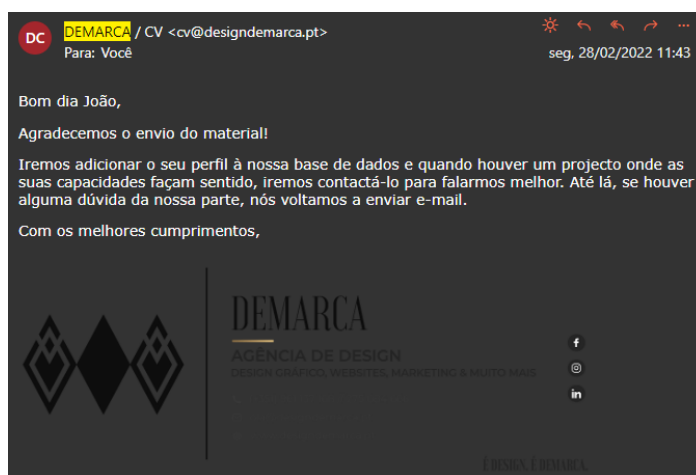 DC
DEMARCA / CV <cv@designdemarca.pt>
Para: Você
seg, 28/02/2022 11:43
Bom dia João,
Agradecemos o envio do material!
Iremos adicionar o seu perfil à nossa base de dados e quando houver um projecto onde as
suas capacidades façam sentido, iremos contactá-lo para falarmos melhor. Até lá, se houver
alguma dúvida da nossa parte, nós voltamos a enviar e-mail.
Com os melhores cumprimentos,
DEMARCA
AGÊNCIA DE DESIGN
DESIGN GRÁFICO, WEBSITES, MARKETING & MUITO MAIS
É DESIGN, É DEMARCA.